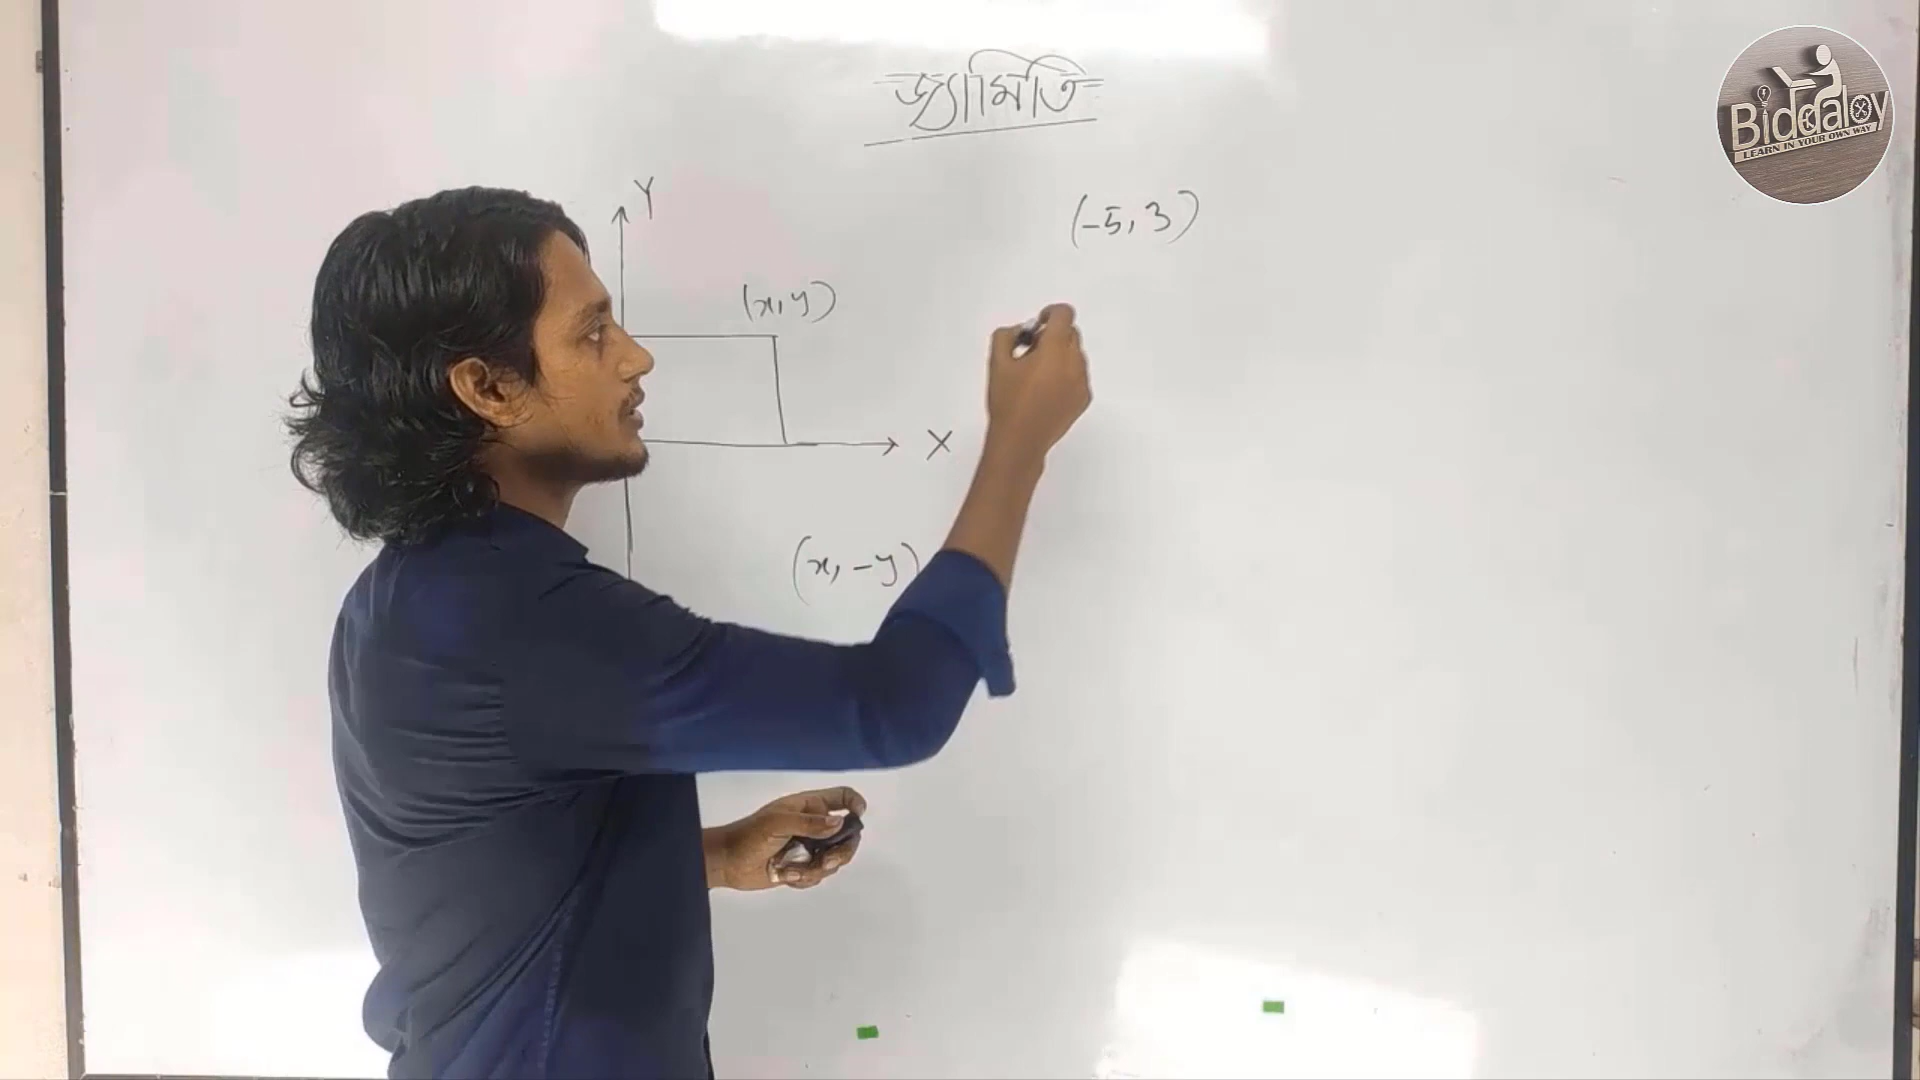 জ্যামিতি
Biddaloy
LEARN IN YOUR OWN WAY
Y
(-5, 3)
(x, y)
X
(x, -y)